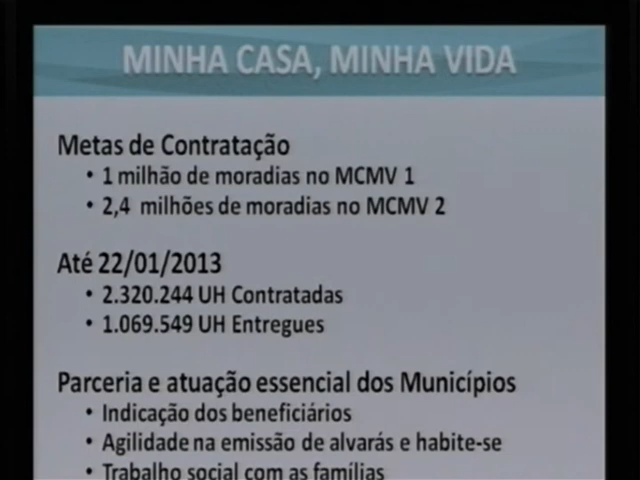 MINHA CASA, MINHA VIDA
Metas de Contratação
• 1 milhão de moradias no MCMV 1
• 2,4 milhões de moradias no MCMV 2
Até 22/01/2013
• 2.320.244 UH Contratadas
• 1.069.549 UH Entregues
Parceria e atuação essencial dos Municípios
• Indicação dos beneficiários
• Agilidade na emissão de alvarás e habite-se
• Trabalho social com as famílias